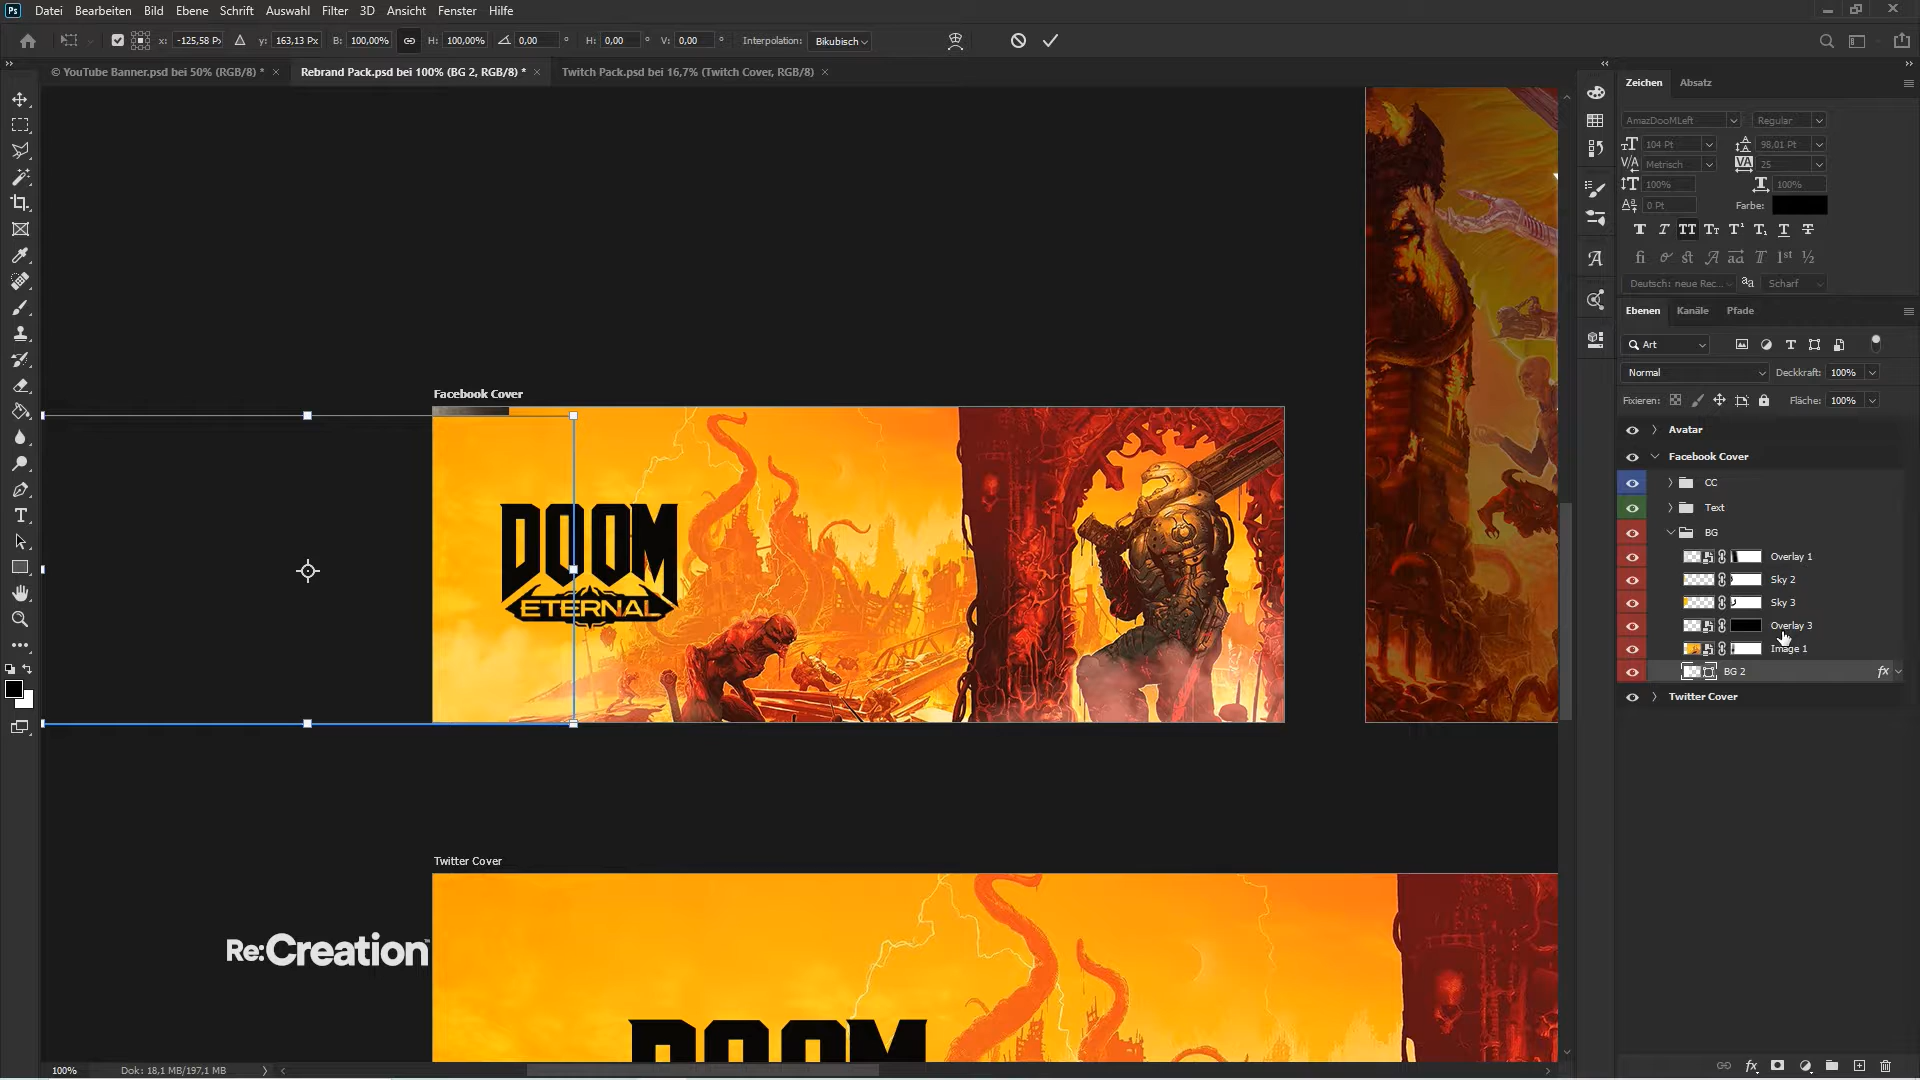 Ps Datei Bearbeiten Bild Ebene Schrift Auswahl Filter 3D Ansicht Fenster Hilfe
x: -125,58 P y: 163,13 Px B: 100,00% H: 100,00% 0,00 ° H: 0,00 ° V: 0,00 ° Interpolation: Bikubisch
© YouTube Banner.psd bei 50% (RGB/8) * × Rebrand Pack.psd bei 100% (BG 2, RGB/8) * × Twitch Pack.psd bei 16,7% (Twitch Cover, RGB/8) ×
Zeichen Absatz
AmazDooMLeft Regular
104 Pt 98,01 Pt
Metrisch 25
100% 100%
0 Pt Farbe:
Deutsch: neue Rec... aa Scharf
Ebenen Kanäle Pfade
Art
Normal Deckkraft: 100%
Fixieren: Fläche: 100%
Avatar
Facebook Cover
CC
Text
BG
Overlay 1
Sky 2
Sky 3
Overlay 3
Image 1
BG 2 fx
Twitter Cover
Facebook Cover
DOOM
ETERNAL
Twitter Cover
Re:Creation
DOOM
100% Dok: 18,1 MB/197,1 MB